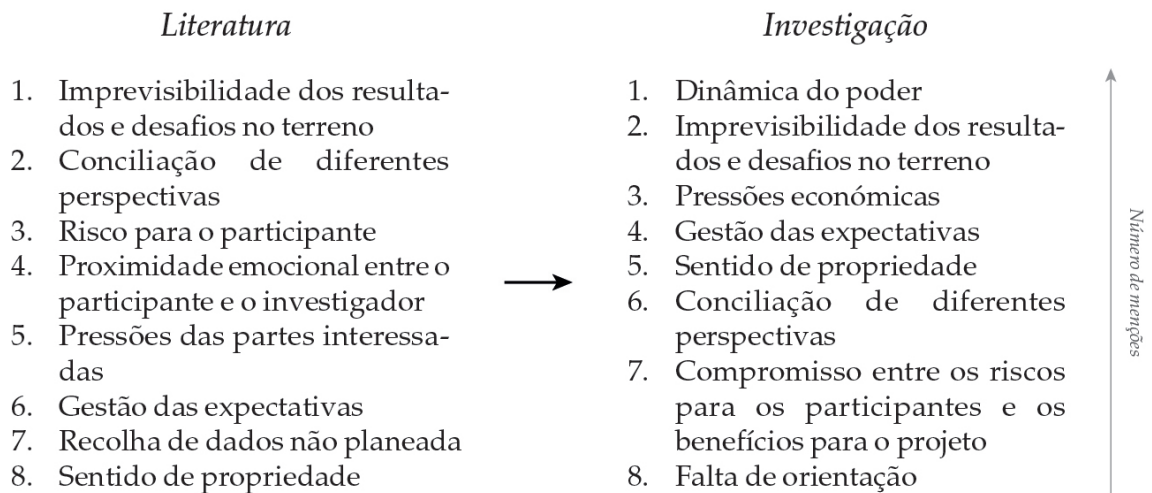 Literatura
1. Imprevisibilidade dos resulta-
dos e desafios no terreno
2. Conciliação de diferentes
perspectivas
3. Risco para o participante
4. Proximidade emocional entre o
participante e o investigador
5. Pressões das partes interessa-
das
6. Gestão das expectativas
7. Recolha de dados não planeada
8. Sentido de propriedade
Investigação
1. Dinâmica do poder
2. Imprevisibilidade dos resulta-
dos e desafios no terreno
3. Pressões económicas
4. Gestão das expectativas
5. Sentido de propriedade
6. Conciliação de diferentes
perspectivas
7. Compromisso entre os riscos
para os participantes e os
benefícios para o projeto
8. Falta de orientação
Número de menções